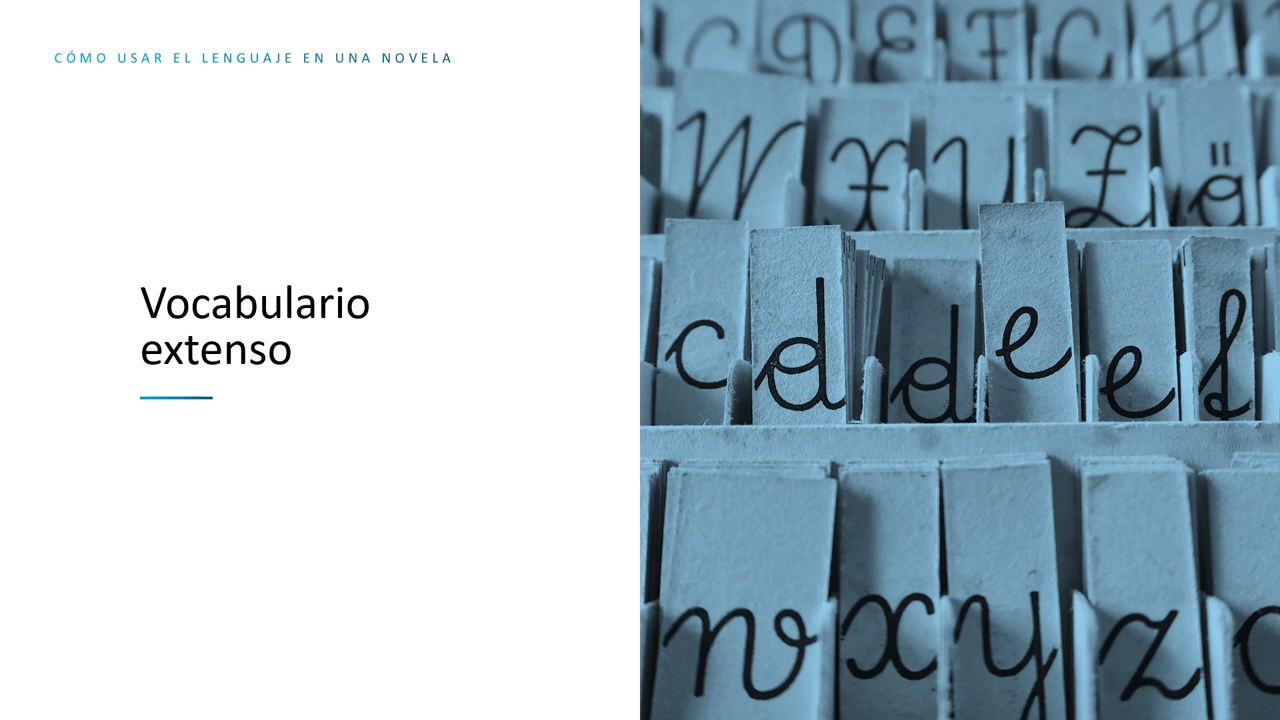 CÓMO USAR EL LENGUAJE EN UNA NOVELA
Vocabulario
extenso
C D E F C H
W X Y Z ä
c d d e e f
w x y z